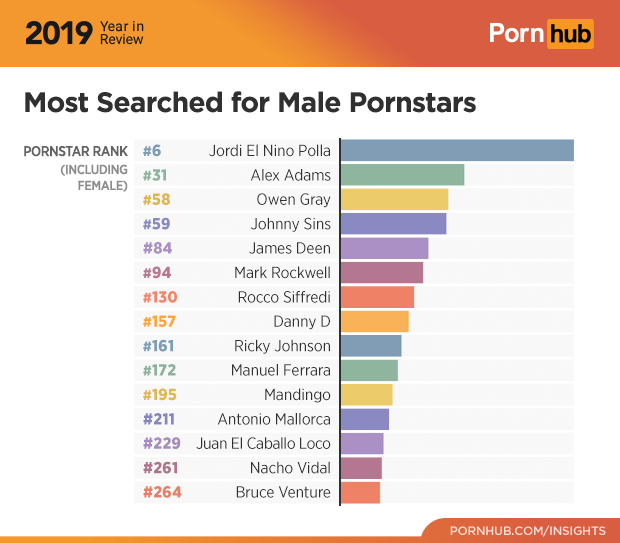 2019 Year in Review
Porn hub
Most Searched for Male Pornstars
PORNSTAR RANK
(INCLUDING
FEMALE)
#6 Jordi El Nino Polla
#31 Alex Adams
#58 Owen Gray
#59 Johnny Sins
#84 James Deen
#94 Mark Rockwell
#130 Rocco Siffredi
#157 Danny D
#161 Ricky Johnson
#172 Manuel Ferrara
#195 Mandingo
#211 Antonio Mallorca
#229 Juan El Caballo Loco
#261 Nacho Vidal
#264 Bruce Venture
PORNHUB.COM/INSIGHTS